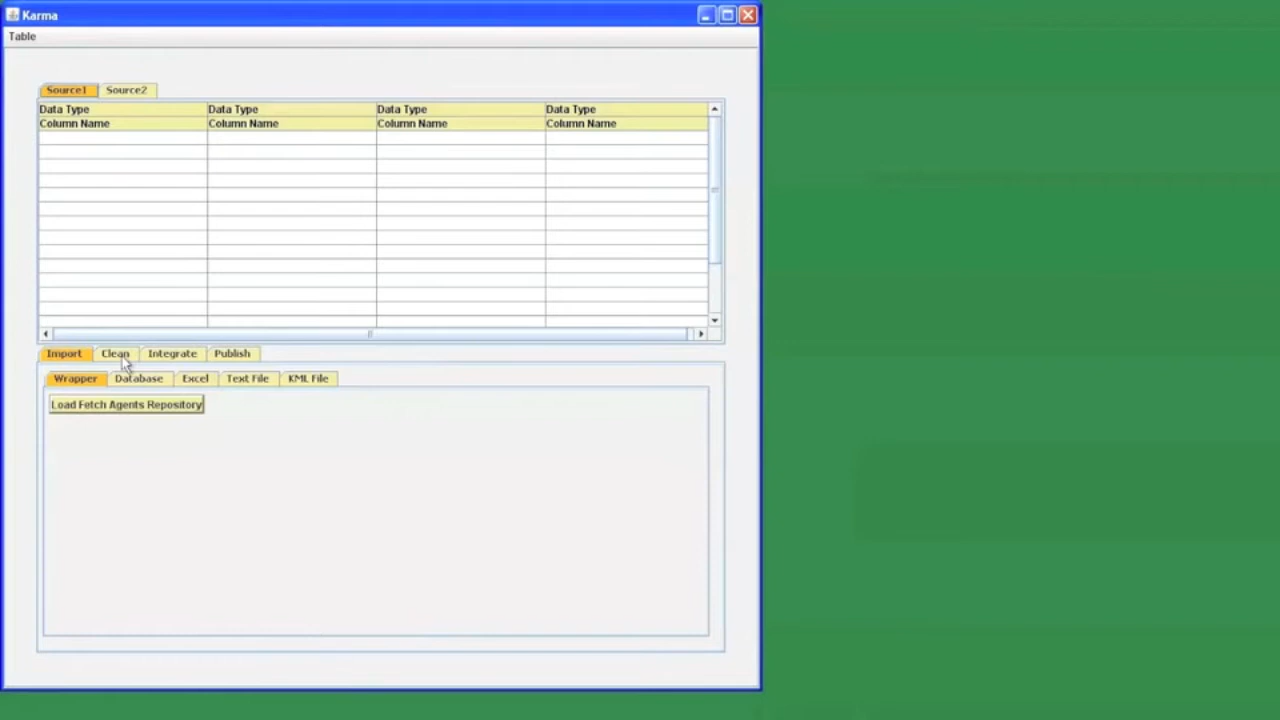 Karma
Table
Source1 Source2
Data Type Data Type Data Type Data Type
Column Name Column Name Column Name Column Name
Import Clean Integrate Publish
Wrapper Database Excel Text File KML File
Load Fetch Agents Repository